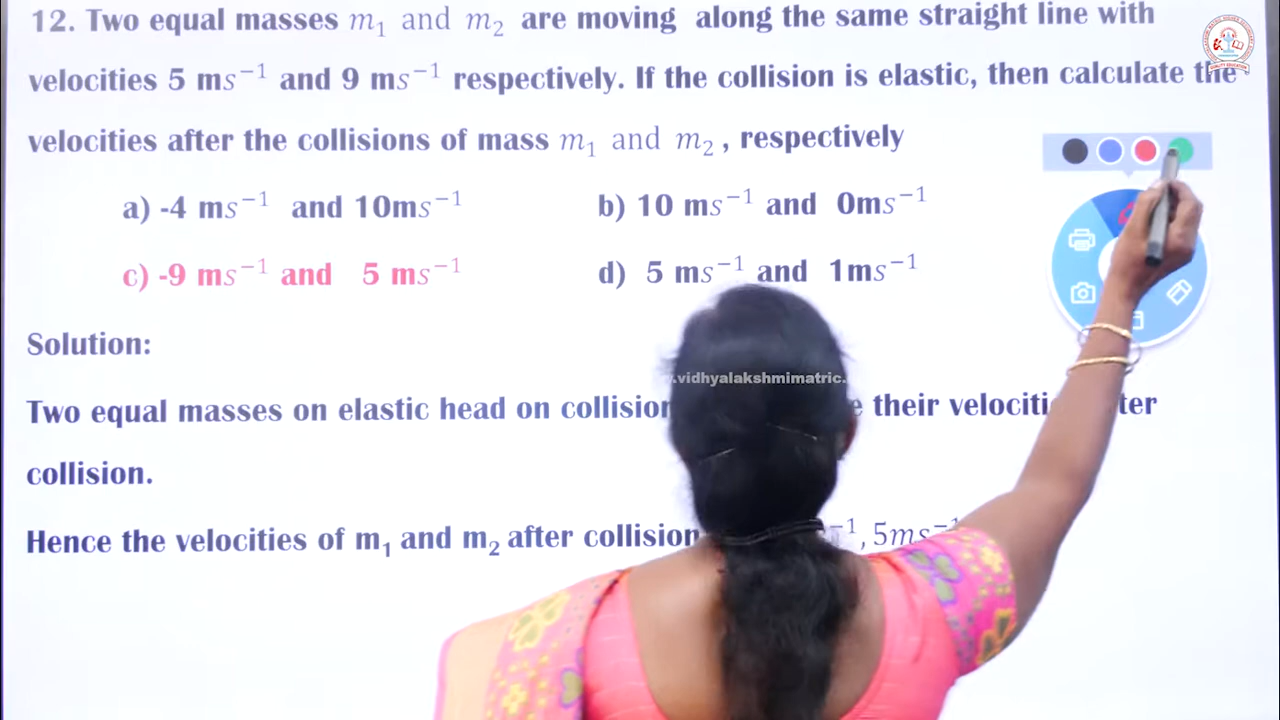 12. Two equal masses m₁ and m₂ are moving along the same straight line with
velocities 5 ms⁻¹ and 9 ms⁻¹ respectively. If the collision is elastic, then calculate the
velocities after the collisions of mass m₁ and m₂ , respectively
a) -4 ms⁻¹ and 10ms⁻¹ b) 10 ms⁻¹ and 0ms⁻¹
c) -9 ms⁻¹ and 5 ms⁻¹ d) 5 ms⁻¹ and 1ms⁻¹
Solution:
.vidhyalakshmimatric.
Two equal masses on elastic head on collision their velocities
collision.
Hence the velocities of m₁ and m₂ after collision ⁻¹, 5ms⁻¹